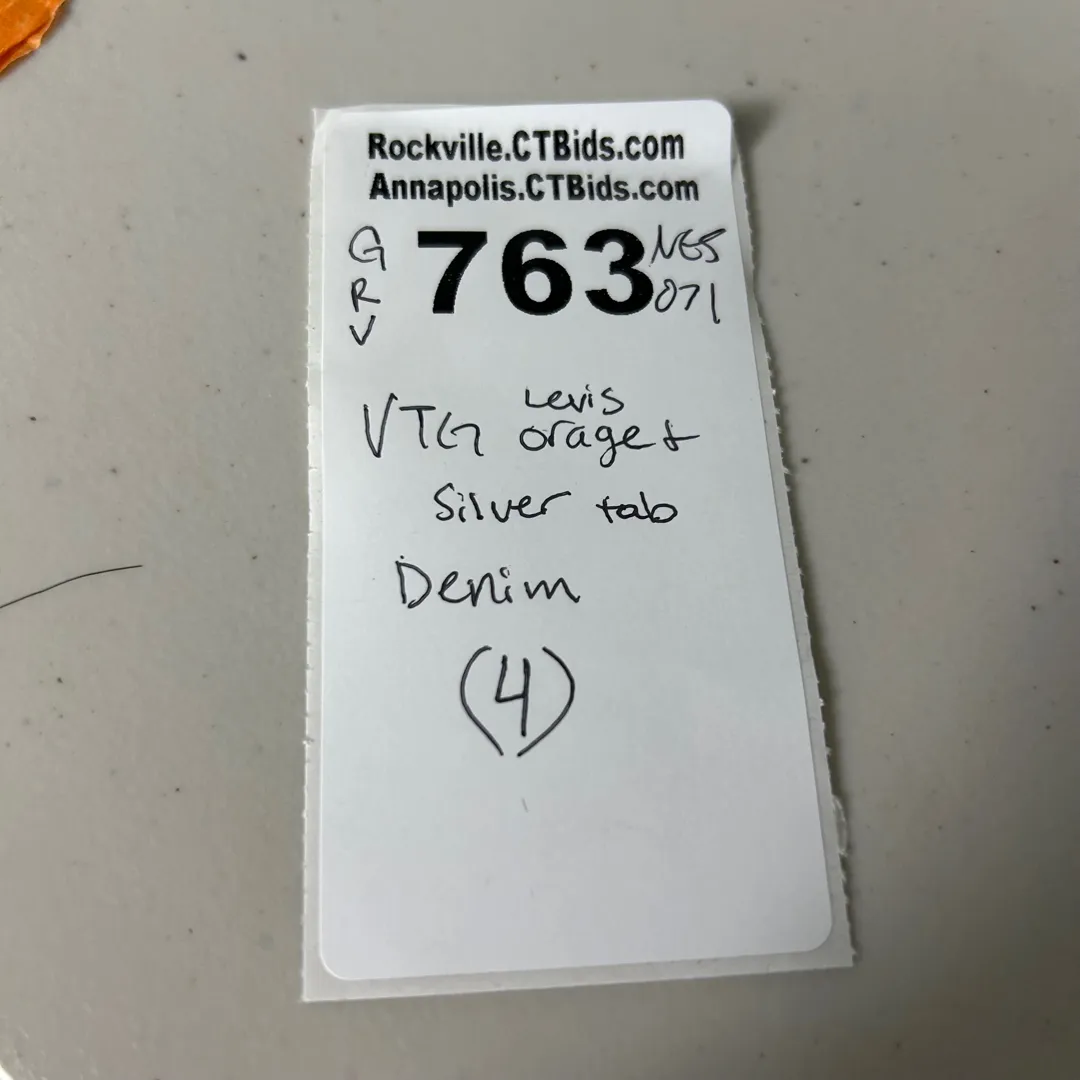 Rockville.CTBids.com
Annapolis.CTBids.com
G R V 763 NES 071
Levis
VTG orage &
Silver tab
Denim
(4)